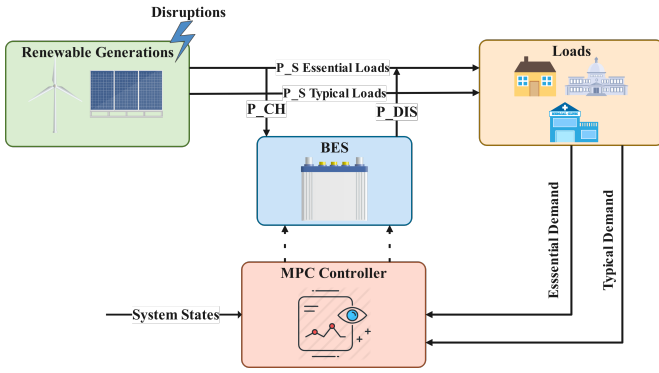 Disruptions
Renewable Generations
P_S Essential Loads
P_S Typical Loads
Loads
P_CH
P_DIS
BES
Esssential Demand
Typical Demand
MPC Controller
System States